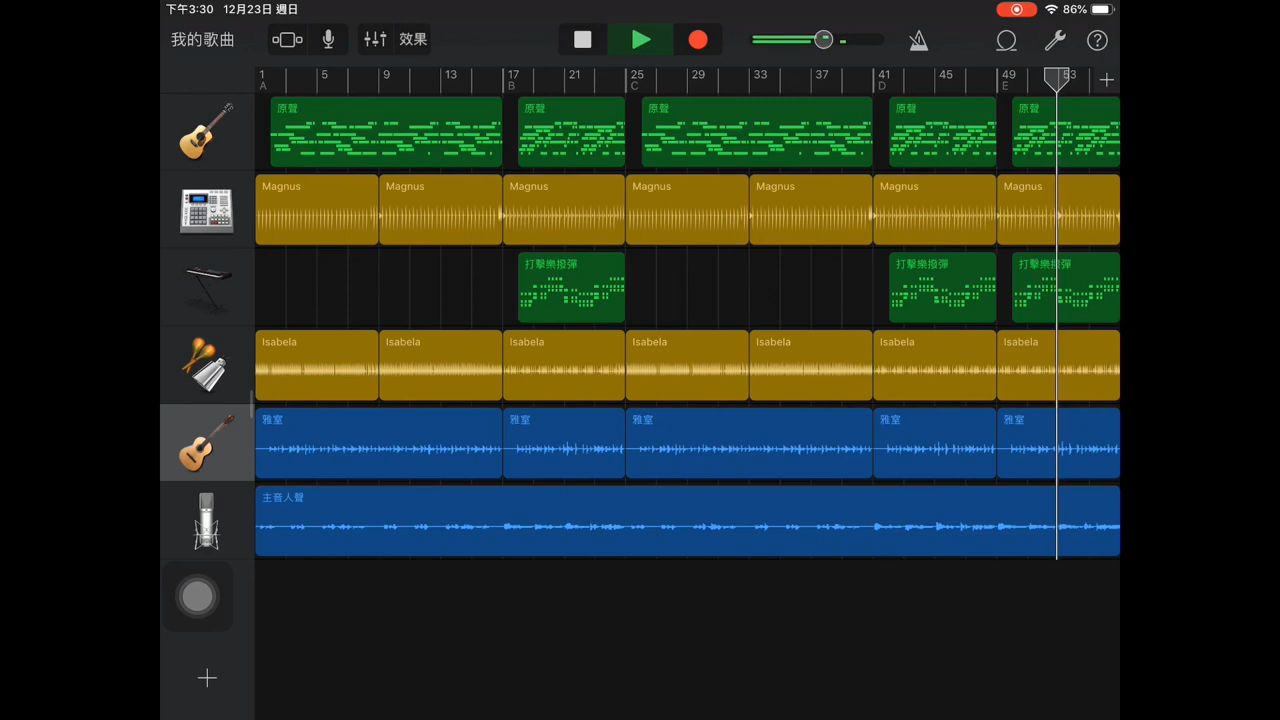 下午3:30 12月23日 週日 86%
我的歌曲 效果
1 5 9 13 17 21 25 29 33 37 41 45 49 53
A B C D E
原聲 原聲 原聲 原聲 原聲
Magnus Magnus Magnus Magnus Magnus Magnus Magnus
打擊樂撥彈 打擊樂撥彈 打擊樂撥彈
Isabela Isabela Isabela Isabela Isabela Isabela Isabela
雅室 雅室 雅室 雅室 雅室
主音人聲